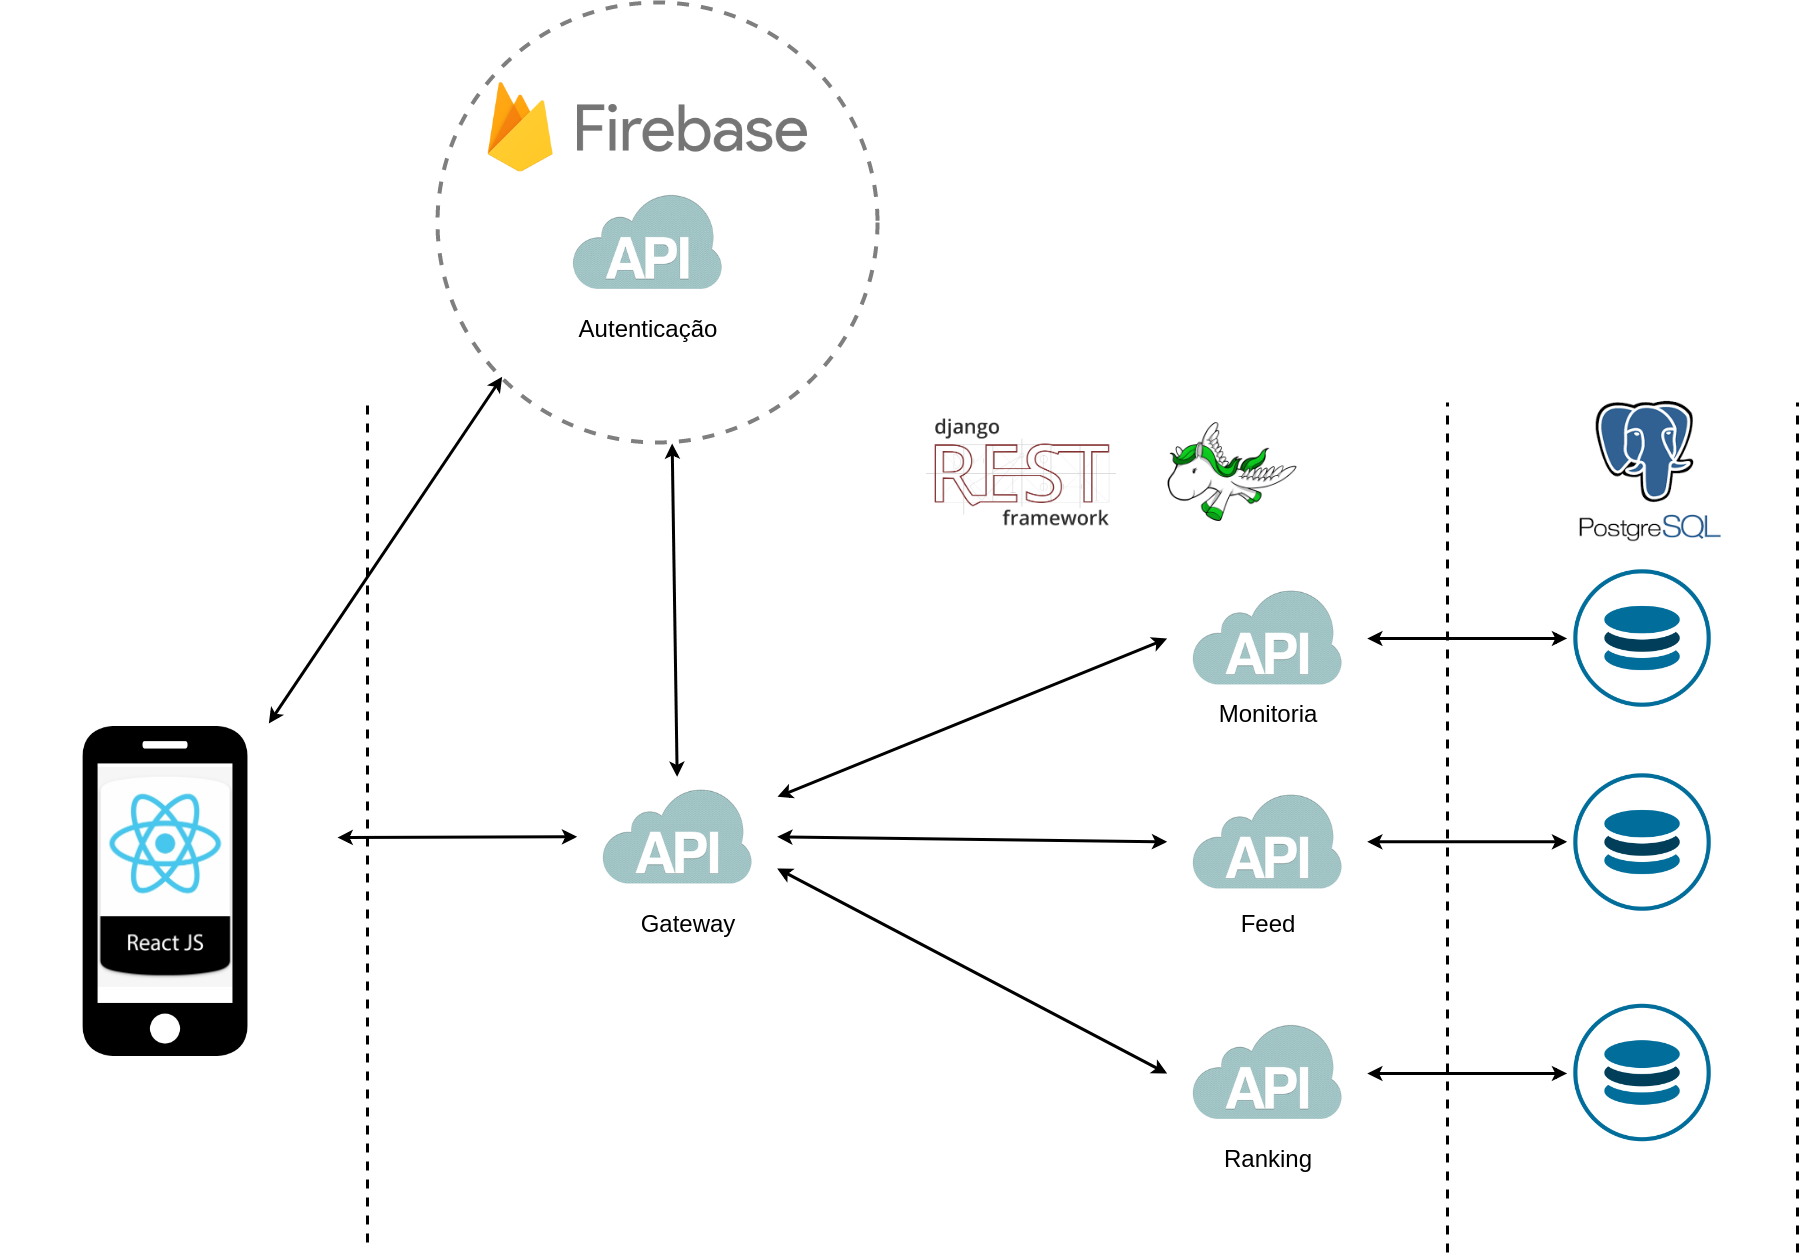 Firebase
API
Autenticação
django
REST
framework
PostgreSQL
API
Monitoria
React JS
API
Gateway
API
Feed
API
Ranking